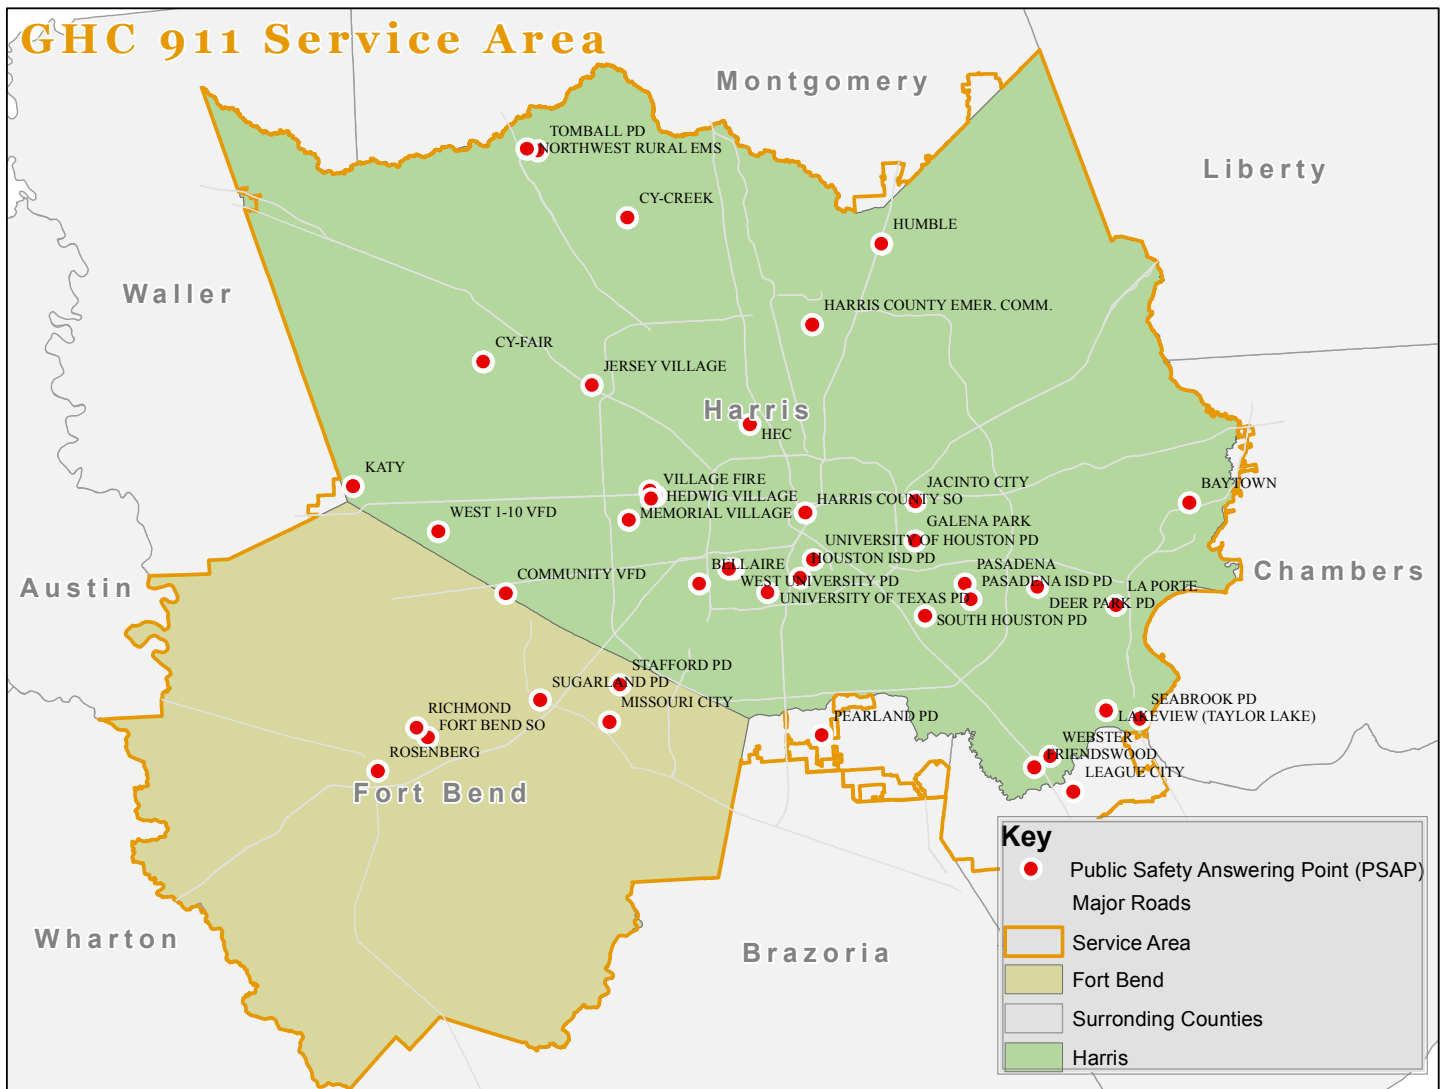 GHC 911 Service Area
Montgomery
TOMBALL PD
NORTHWEST RURAL EMS
Liberty
CY-CREEK
HUMBLE
Waller
HARRIS COUNTY EMER. COMM.
CY-FAIR
JERSEY VILLAGE
Harris
HEC
KATY
VILLAGE FIRE
HEDWIG VILLAGE
MEMORIAL VILLAGE
HARRIS COUNTY SO
JACINTO CITY
BAYTOWN
WEST 1-10 VFD
GALENA PARK
UNIVERSITY OF HOUSTON PD
HOUSTON ISD PD
Austin
COMMUNITY VFD
BELLAIRE
WEST UNIVERSITY PD
UNIVERSITY OF TEXAS PD
PASADENA
PASADENA ISD PD
LA PORTE
DEER PARK PD
SOUTH HOUSTON PD
Chambers
STAFFORD PD
SUGARLAND PD
MISSOURI CITY
RICHMOND
FORT BEND SO
ROSENBERG
Fort Bend
PEARLAND PD
SEABROOK PD
LAKEVIEW (TAYLOR LAKE)
WEBSTER
FRIENDSWOOD
LEAGUE CITY
Wharton
Brazoria
Key
Public Safety Answering Point (PSAP)
Major Roads
Service Area
Fort Bend
Surronding Counties
Harris